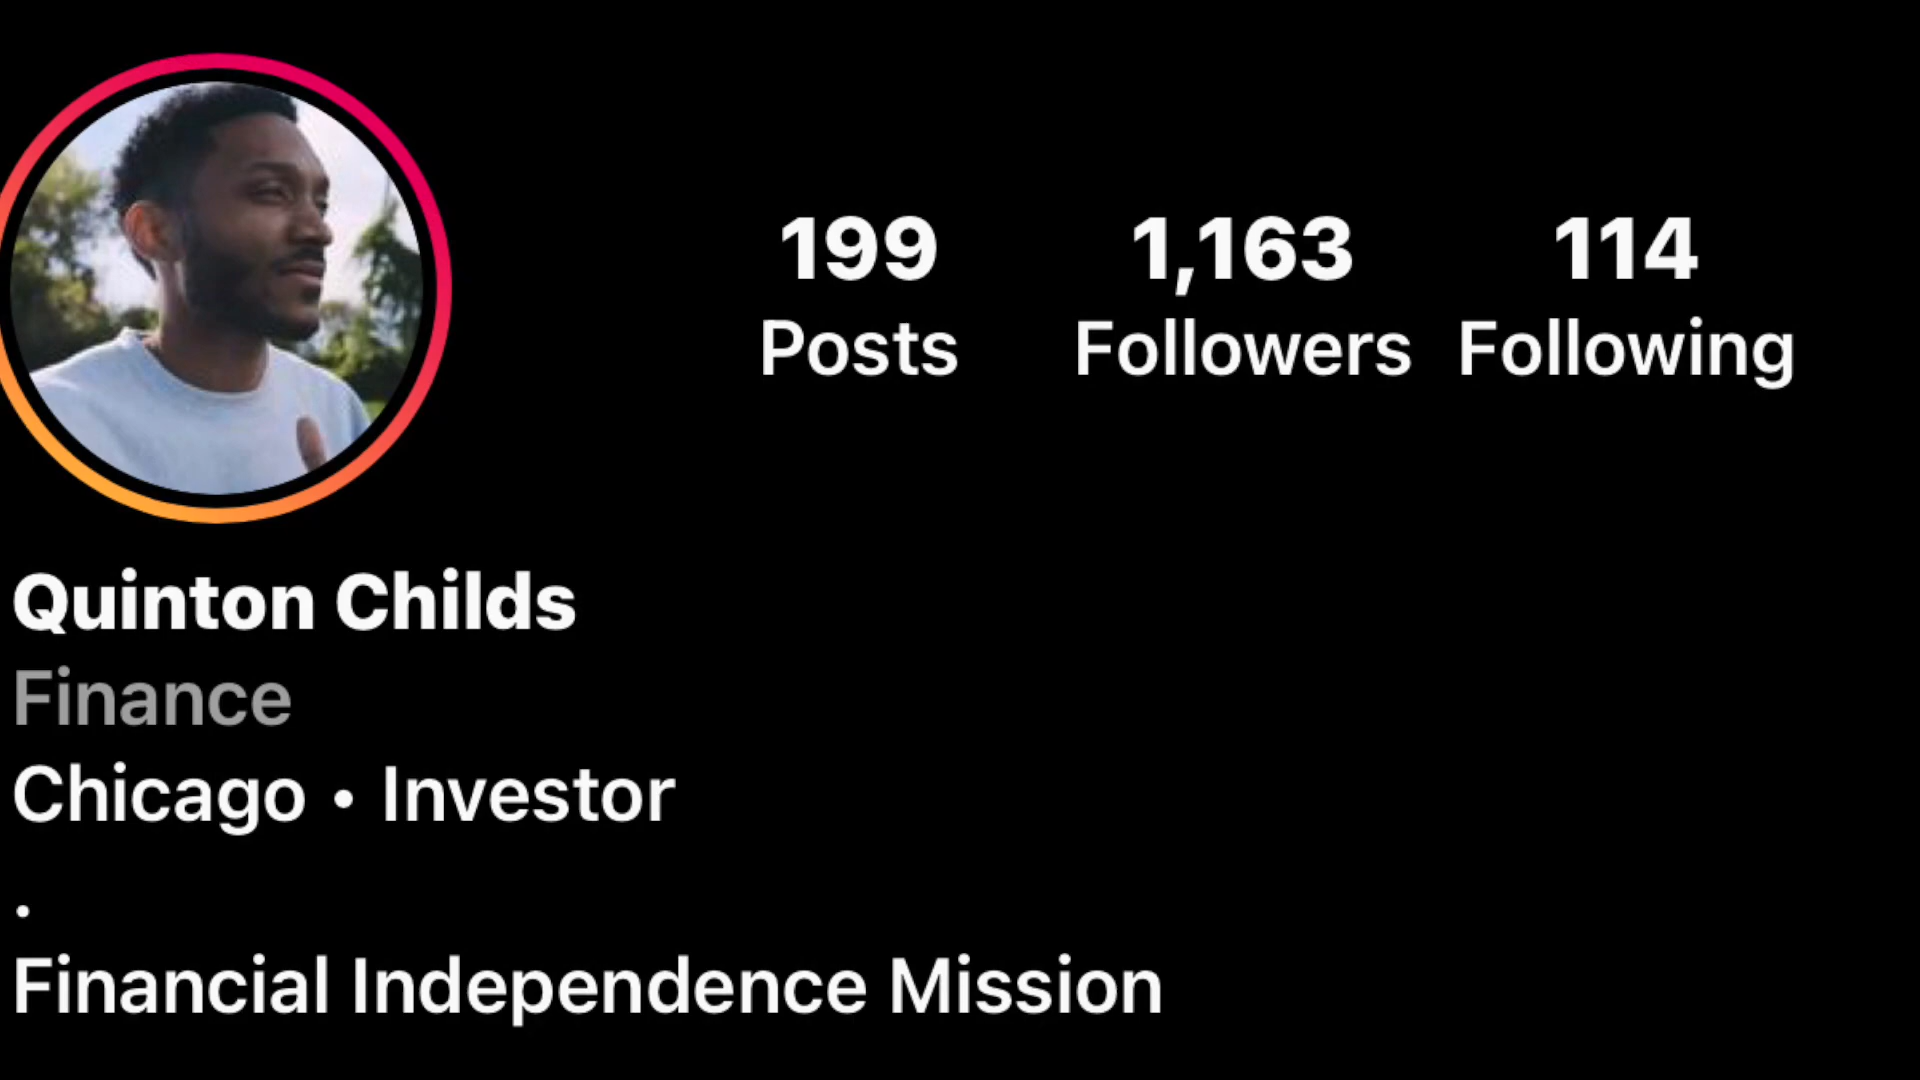 199 1,163 114
Posts Followers Following
Quinton Childs
Finance
Chicago • Investor
.
Financial Independence Mission